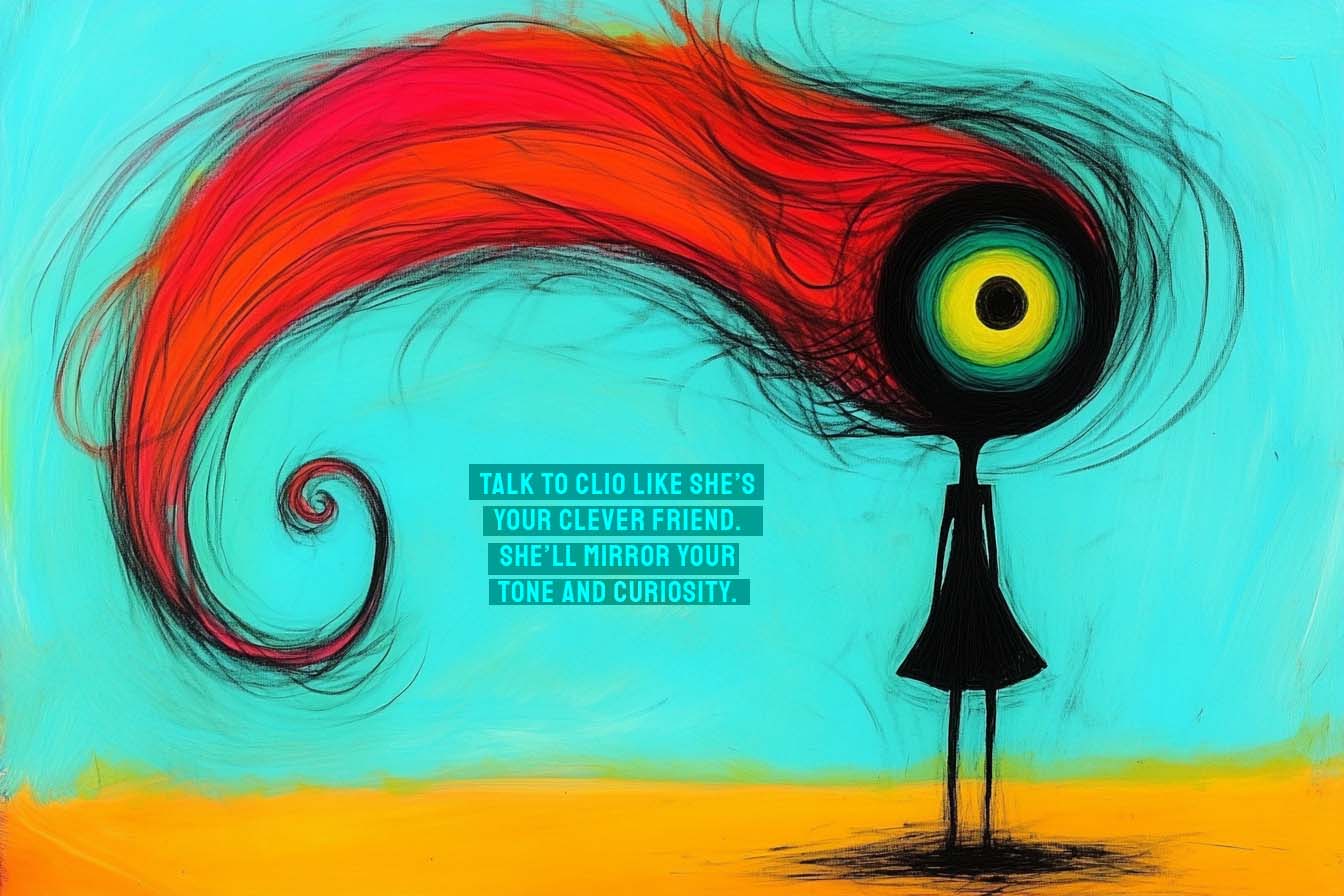 TALK TO CLIO LIKE SHE’S
YOUR CLEVER FRIEND.
SHE’LL MIRROR YOUR
TONE AND CURIOSITY.